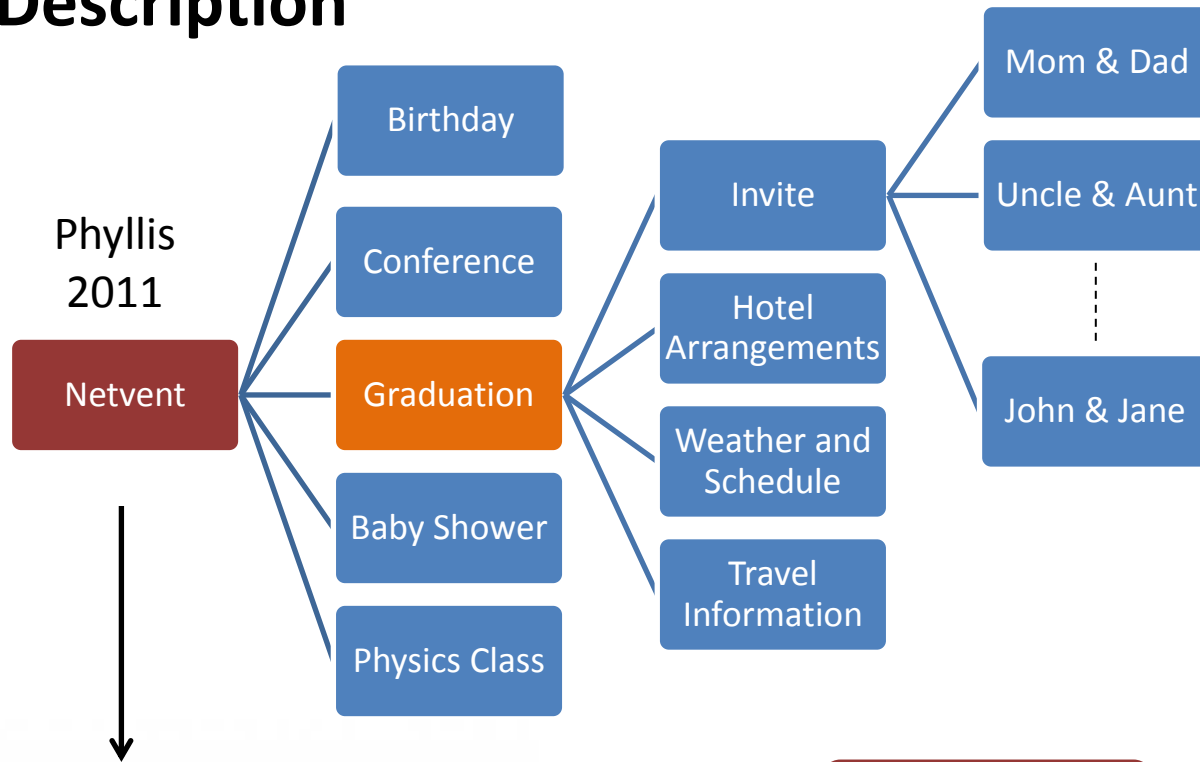 Description
Phyllis
2011
Netvent
Birthday
Conference
Graduation
Baby Shower
Physics Class
Invite
Hotel
Arrangements
Weather and
Schedule
Travel
Information
Mom & Dad
Uncle & Aunt
John & Jane